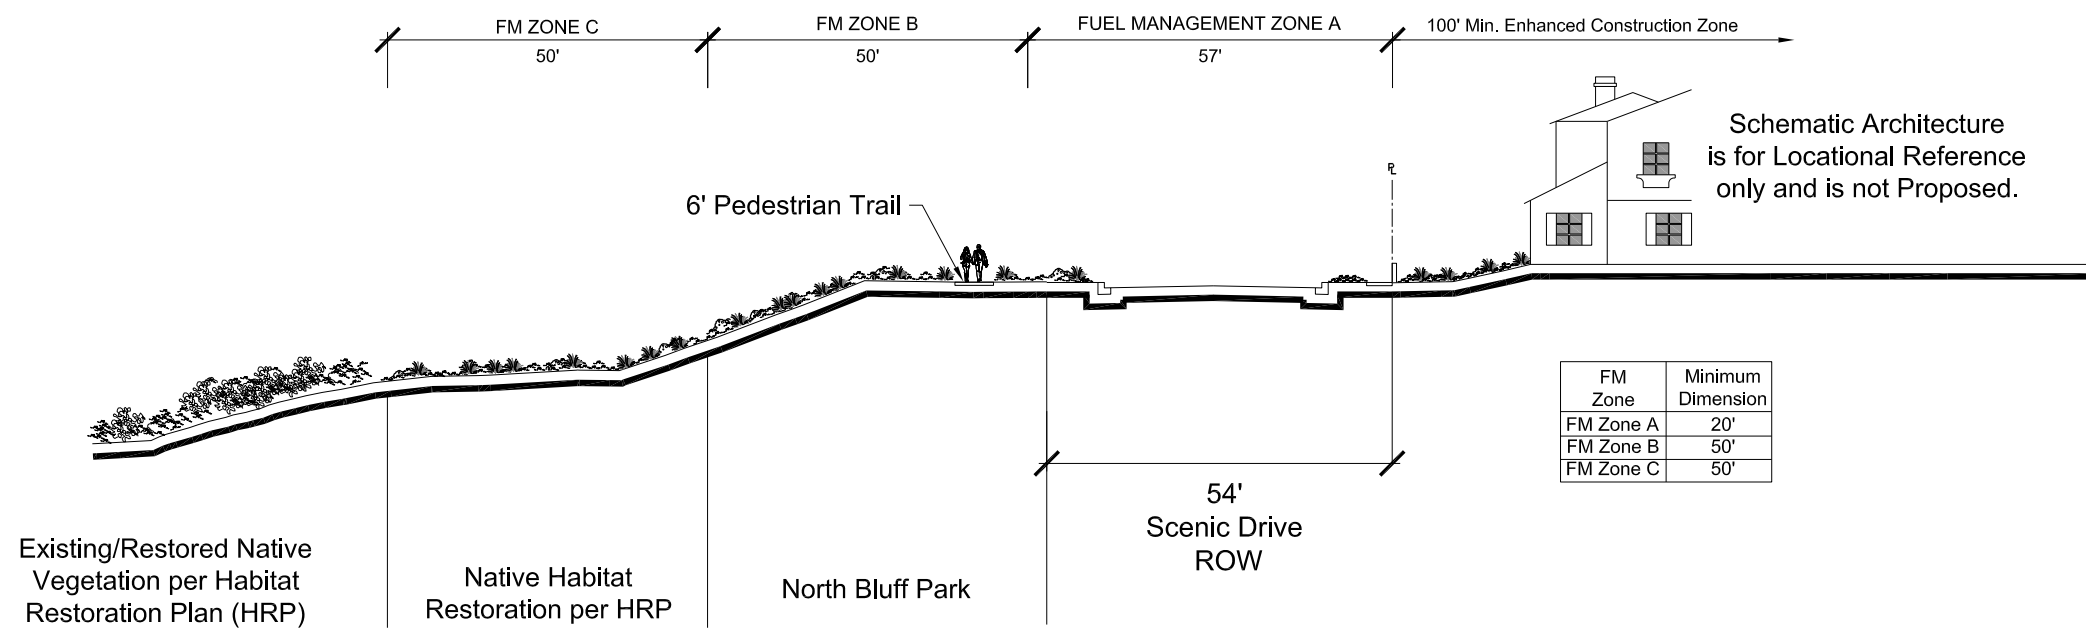 FM ZONE C
50'
FM ZONE B
50'
FUEL MANAGEMENT ZONE A
57'
100' Min. Enhanced Construction Zone
Schematic Architecture
is for Locational Reference
only and is not Proposed.
PL
6' Pedestrian Trail
FM Zone Minimum Dimension
FM Zone A 20'
FM Zone B 50'
FM Zone C 50'
54'
Scenic Drive
ROW
Existing/Restored Native
Vegetation per Habitat
Restoration Plan (HRP)
Native Habitat
Restoration per HRP
North Bluff Park